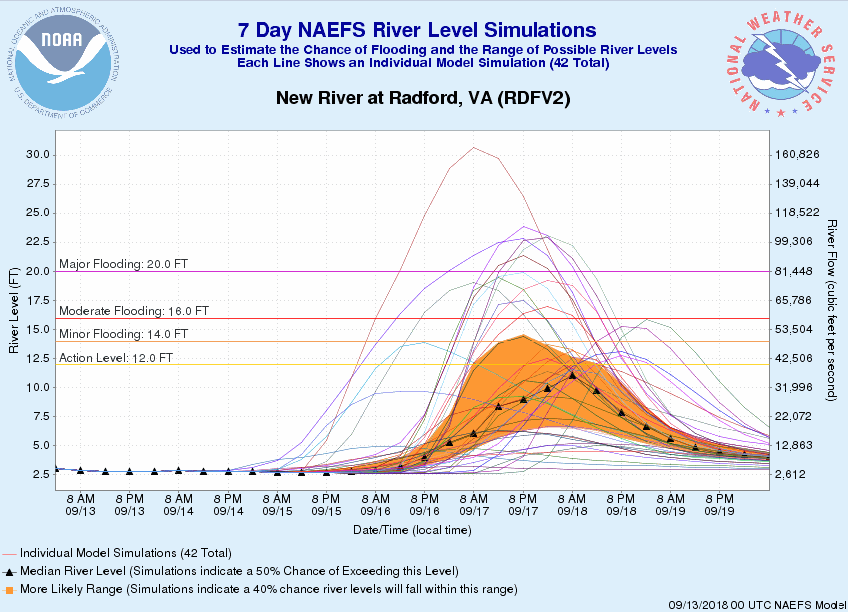 7 Day NAEFS River Level Simulations
Used to Estimate the Chance of Flooding and the Range of Possible River Levels
Each Line Shows an Individual Model Simulation (42 Total)
New River at Radford, VA (RDFV2)
NATIONAL OCEANIC AND ATMOSPHERIC ADMINISTRATION
NOAA
U.S. DEPARTMENT OF COMMERCE
NATIONAL WEATHER SERVICE
River Level (FT)
30.0
27.5
25.0
22.5
20.0
17.5
15.0
12.5
10.0
7.5
5.0
2.5
Major Flooding: 20.0 FT
Moderate Flooding: 16.0 FT
Minor Flooding: 14.0 FT
Action Level: 12.0 FT
160,826
139,044
118,522
99,306
81,448
65,786
53,504
42,506
31,996
22,072
12,863
2,612
River Flow (cubic feet per second)
8 AM 8 PM 8 AM 8 PM 8 AM 8 PM 8 AM 8 PM 8 AM 8 PM 8 AM 8 PM 8 AM 8 PM
09/13 09/13 09/14 09/14 09/15 09/15 09/16 09/16 09/17 09/17 09/18 09/18 09/19 09/19
Date/Time (local time)
Individual Model Simulations (42 Total)
Median River Level (Simulations indicate a 50% Chance of Exceeding this Level)
More Likely Range (Simulations indicate a 40% chance river levels will fall within this range)
09/13/2018 00 UTC NAEFS Model